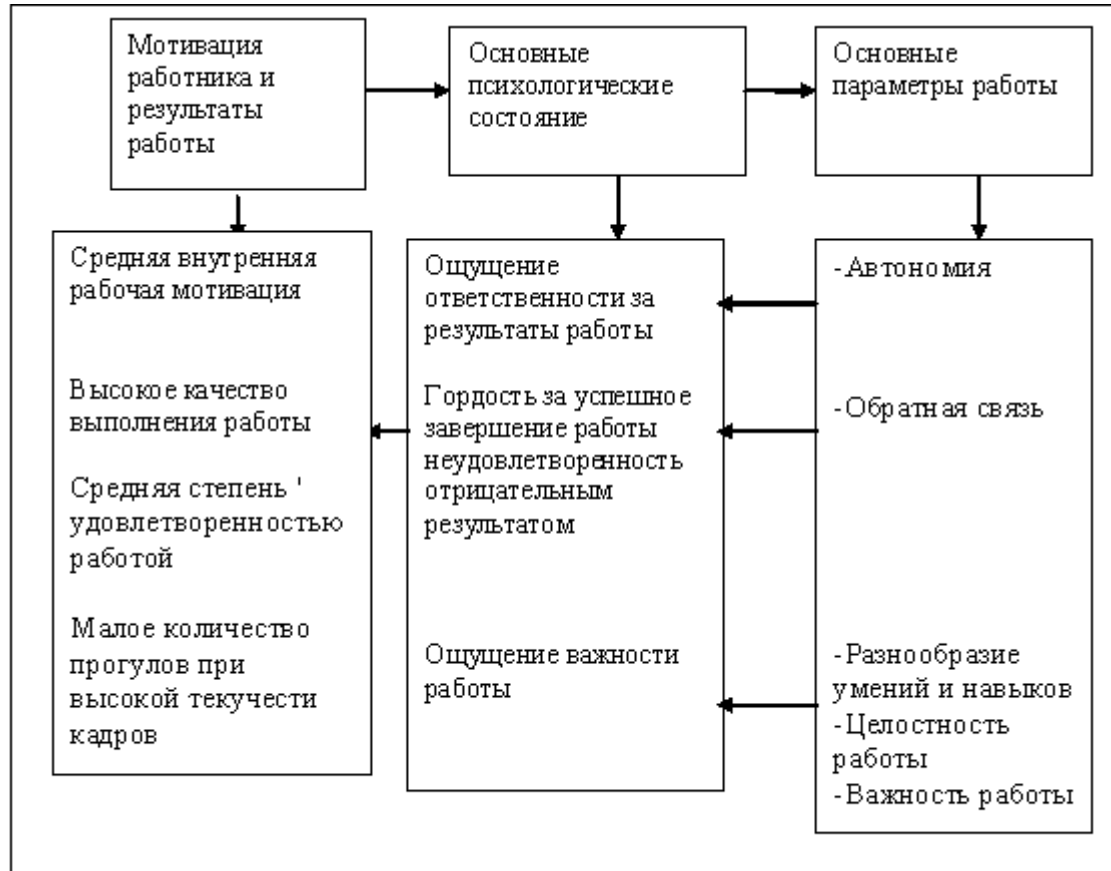 Мотивация
работника и
результаты
работы
Основные
психологические
состояние
Основные
параметры работы
Средняя внутренняя
рабочая мотивация
Высокое качество
выполнения работы
Средняя степень '
удовлетворенностью
работой
Малое количество
прогулов при
высокой текучести
кадров
Ощущение
ответственности за
результаты работы
Гордость за успешное
завершение работы
неудовлетворенность
отрицательным
результатом
Ощущение важности
работы
-Автономия
-Обратная связь
-Разнообразие
умений и навыков
-Целостность
работы
-Важность работы